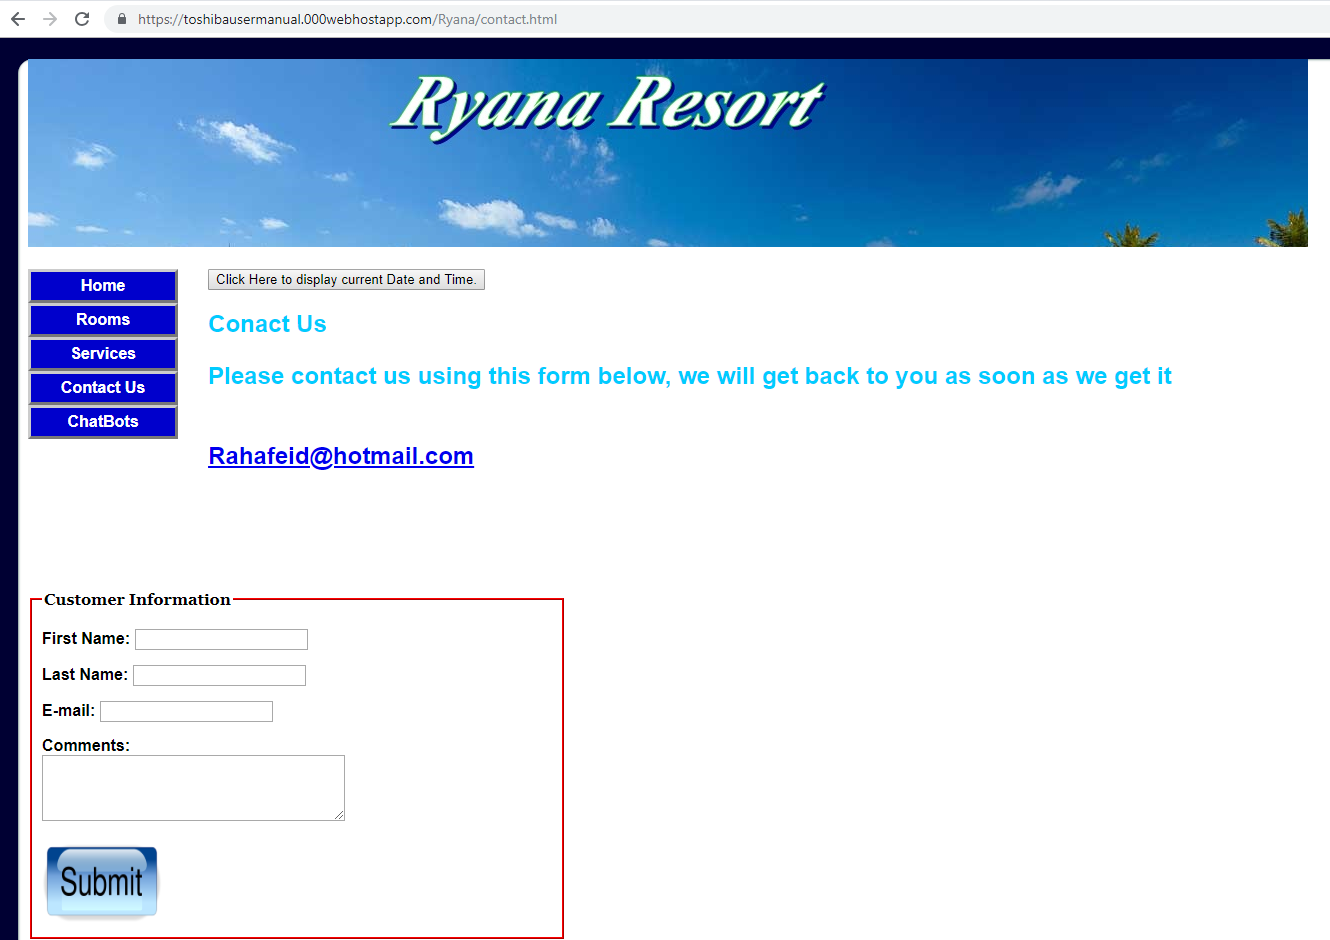 https://toshibausermanual.000webhostapp.com/Ryana/contact.html
Ryana Resort
Home
Rooms
Services
Contact Us
ChatBots
Click Here to display current Date and Time.
Conact Us
Please contact us using this form below, we will get back to you as soon as we get it
Rahafeid@hotmail.com
Customer Information
First Name:
Last Name:
E-mail:
Comments:
Submit